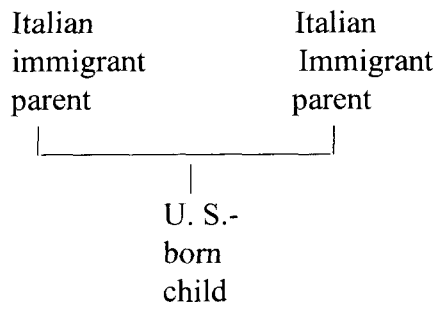 Italian
immigrant
parent
Italian
Immigrant
parent
U. S.-
born
child